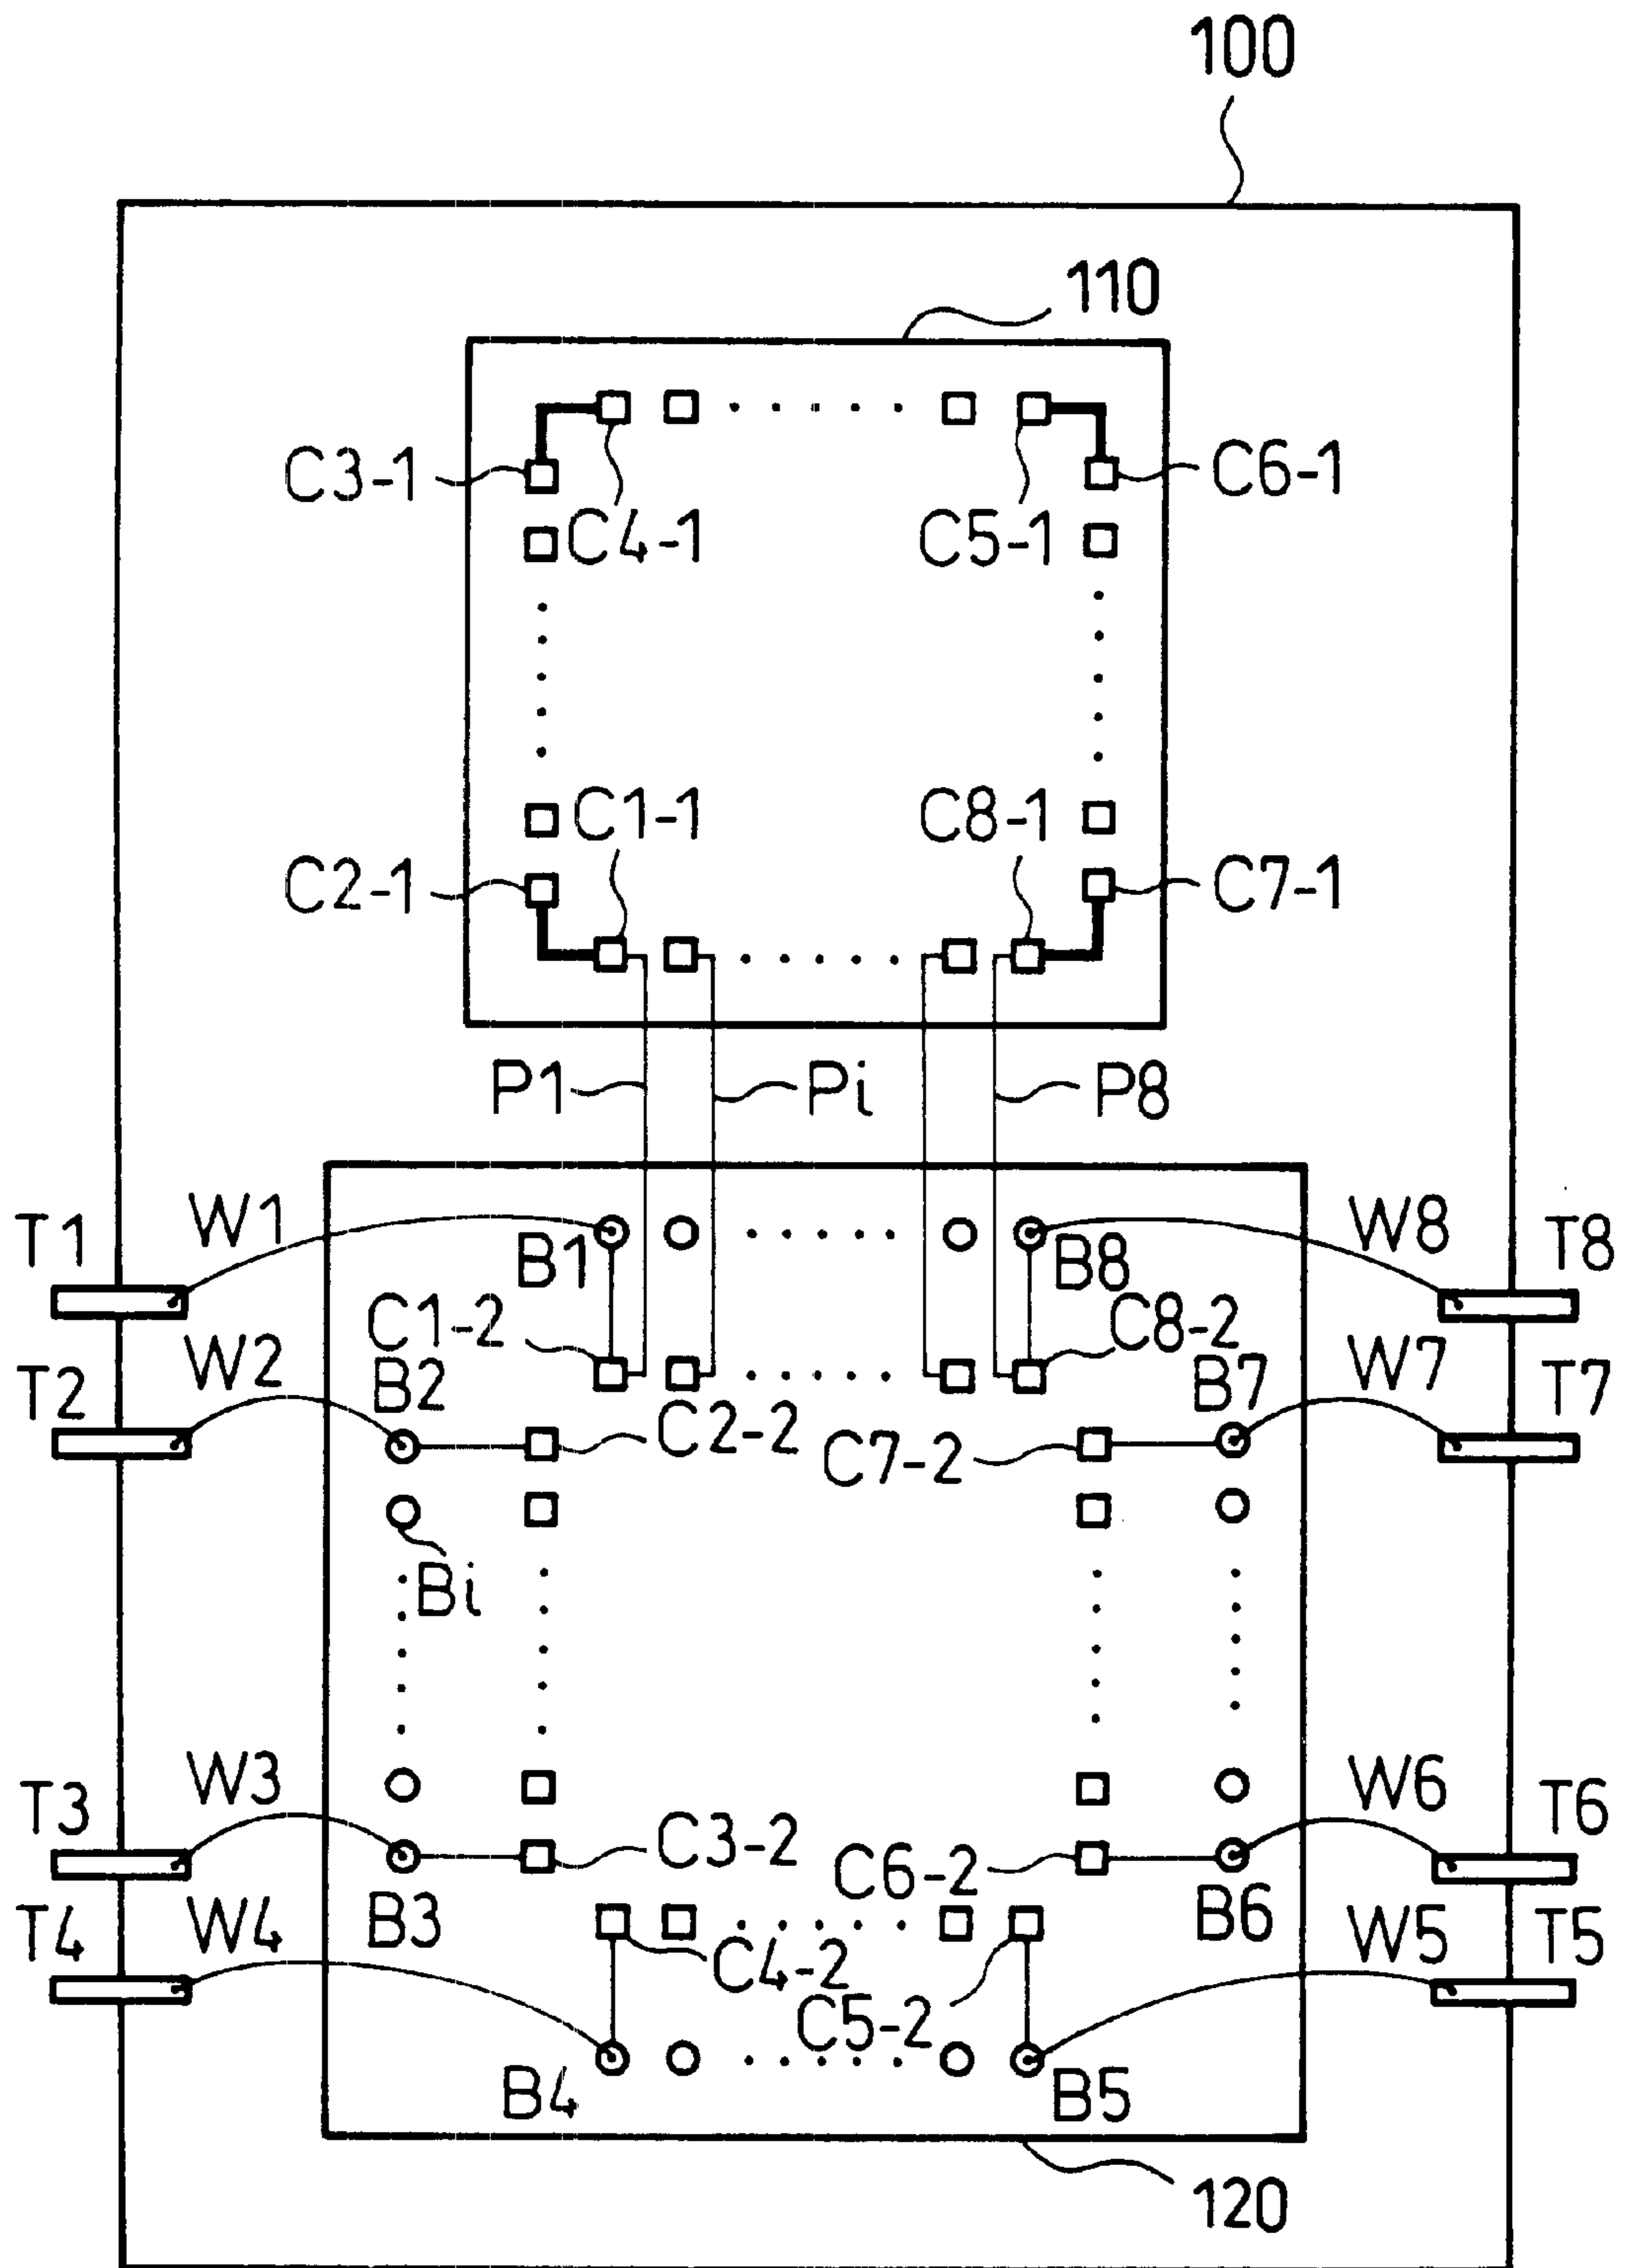 100
110
C3-1
C6-1
C4-1
C5-1
C1-1
C8-1
C2-1
C7-1
P1
Pi
P8
T1
W1
B1
B8
W8
T8
C1-2
C8-2
T2
W2
B2
B7
W7
T7
C2-2
C7-2
Bi
T3
W3
C3-2
C6-2
W6
T6
B3
B6
T4
W4
C4-2
W5
T5
C5-2
B4
B5
120